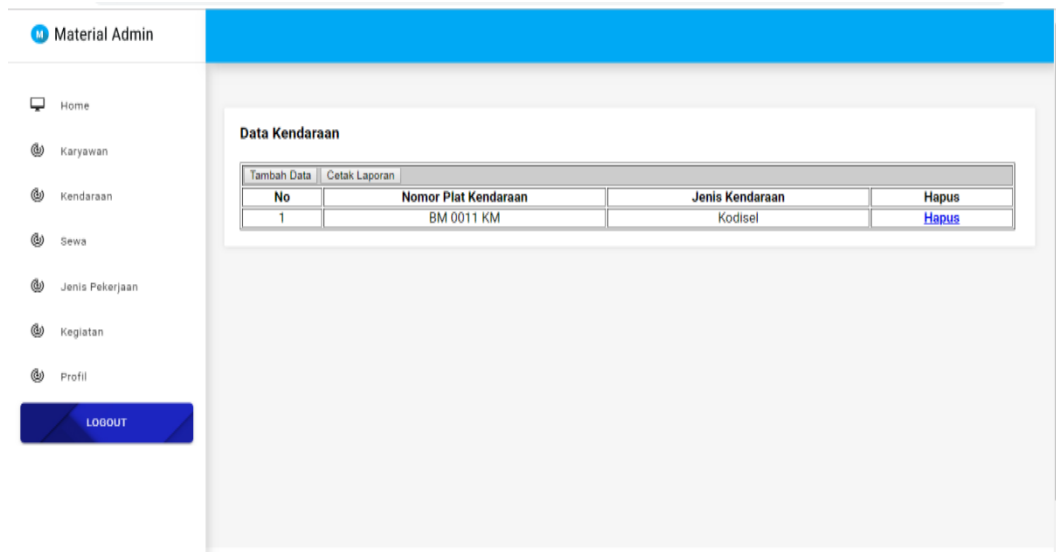 M Material Admin
Home
Karyawan
Kendaraan
Sewa
Jenis Pekerjaan
Kegiatan
Profil
LOGOUT
Data Kendaraan
Tambah Data Cetak Laporan
No Nomor Plat Kendaraan Jenis Kendaraan Hapus
1 BM 0011 KM Kodisel Hapus